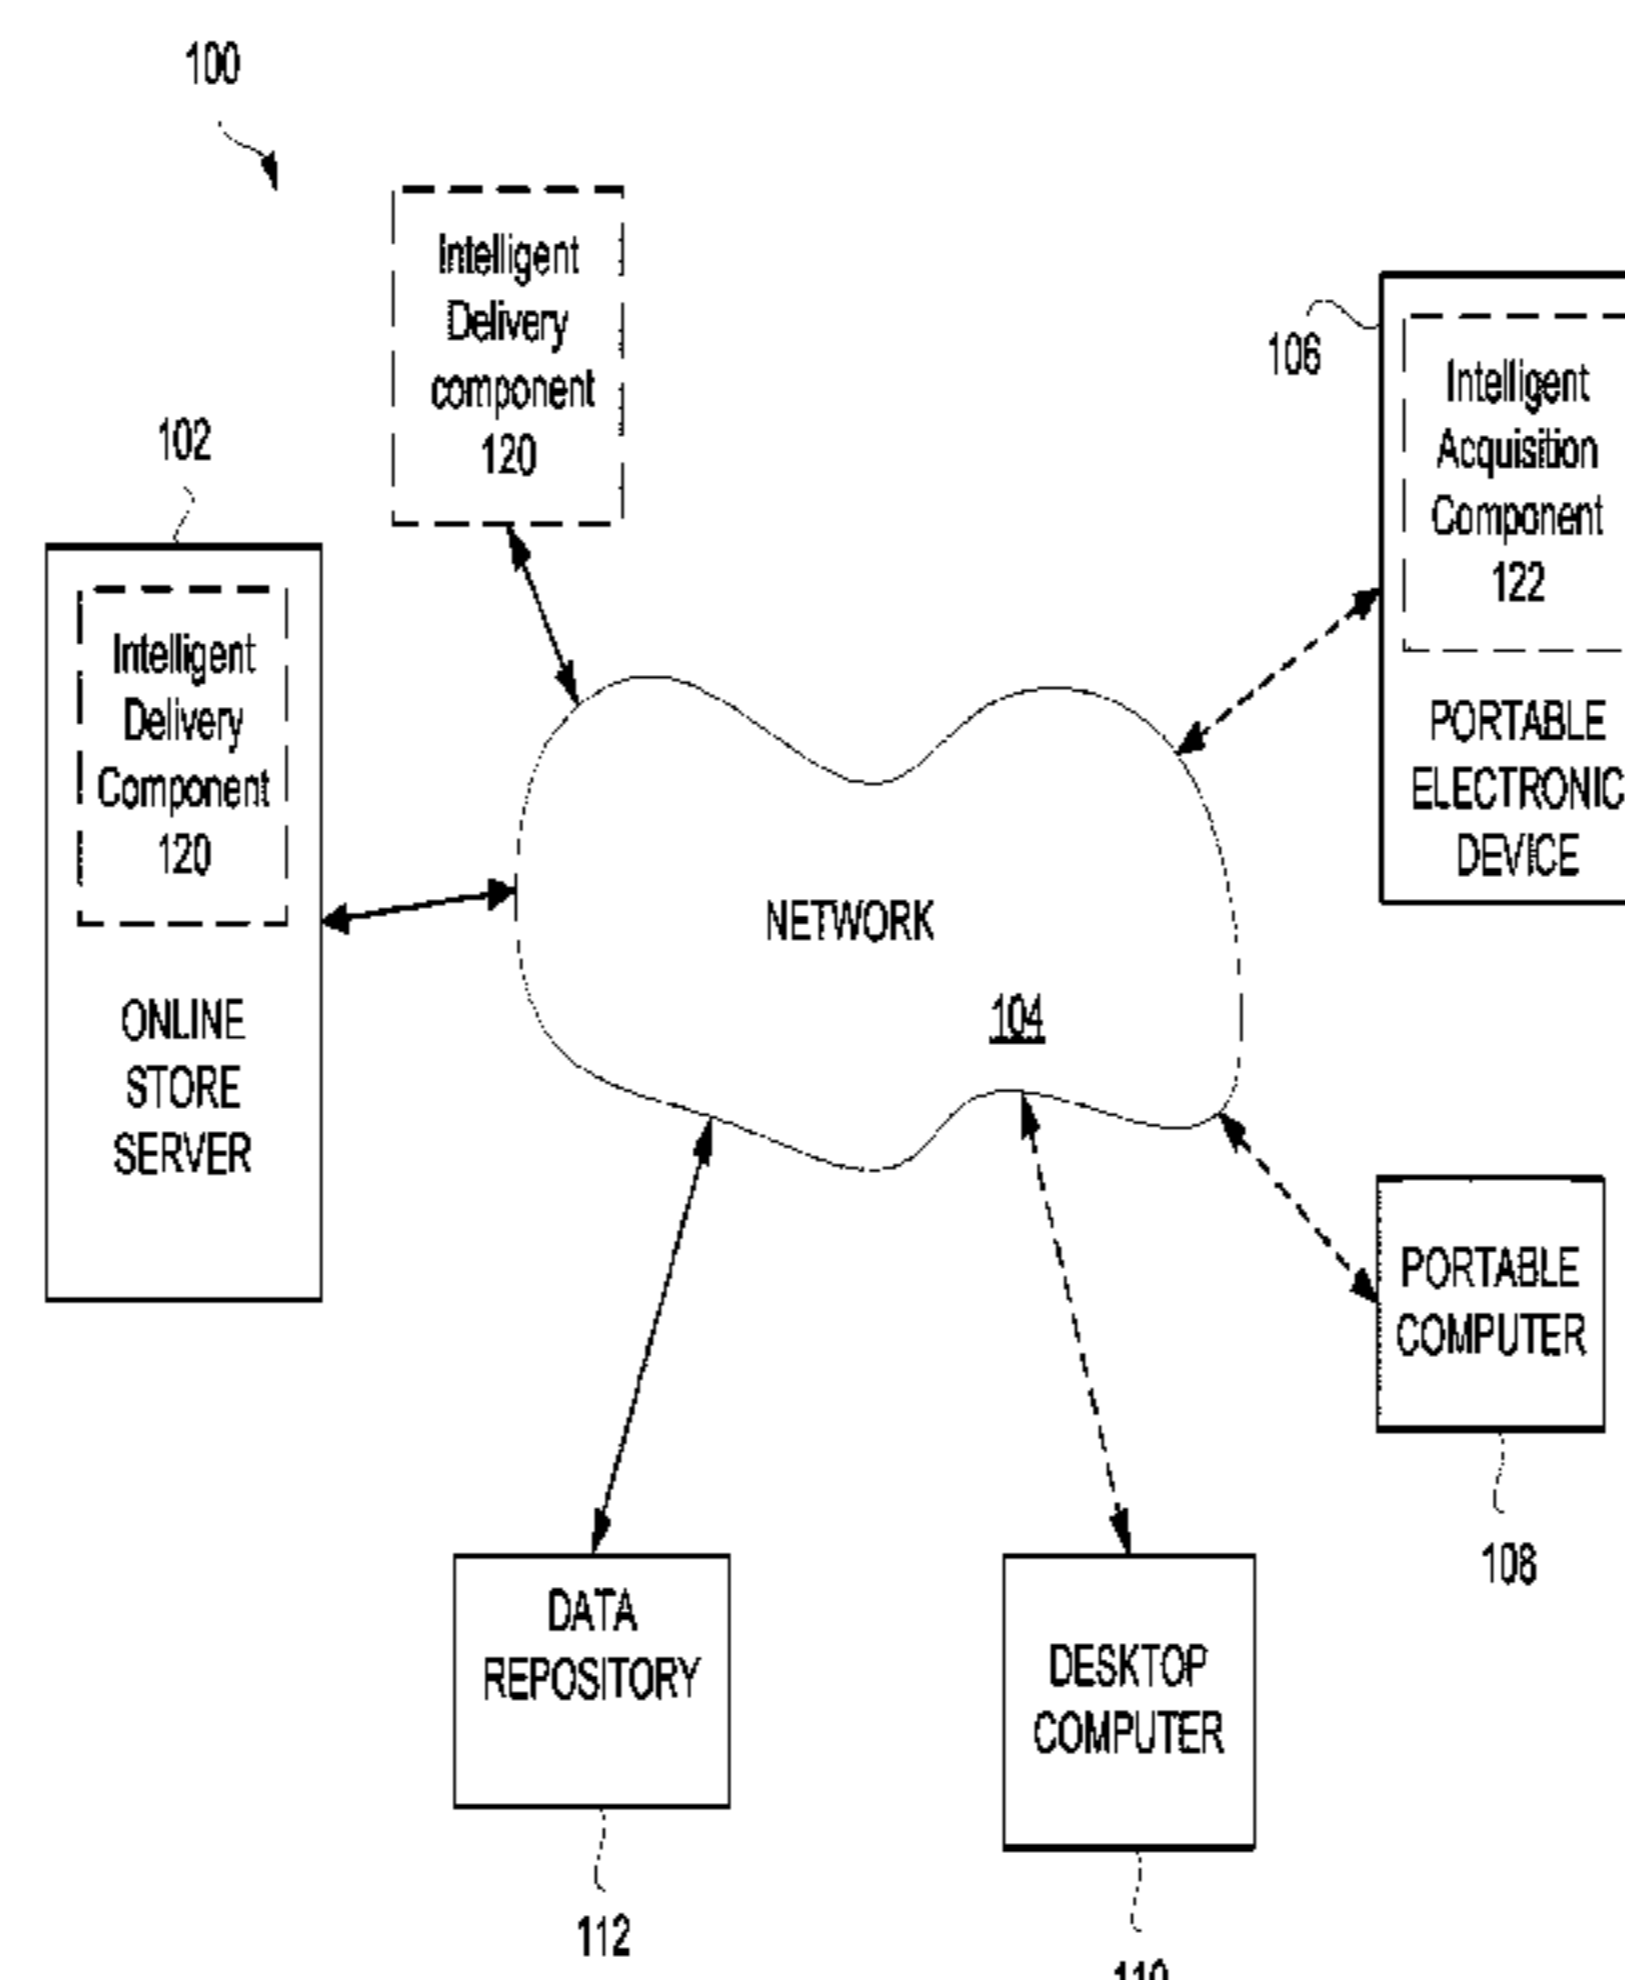 100
Intelligent
Delivery
component
120
106
Intelligent
Acquisition
Component
122
PORTABLE
ELECTRONIC
DEVICE
102
Intelligent
Delivery
Component
120
ONLINE
STORE
SERVER
NETWORK
104
PORTABLE
COMPUTER
108
DATA
REPOSITORY
112
DESKTOP
COMPUTER